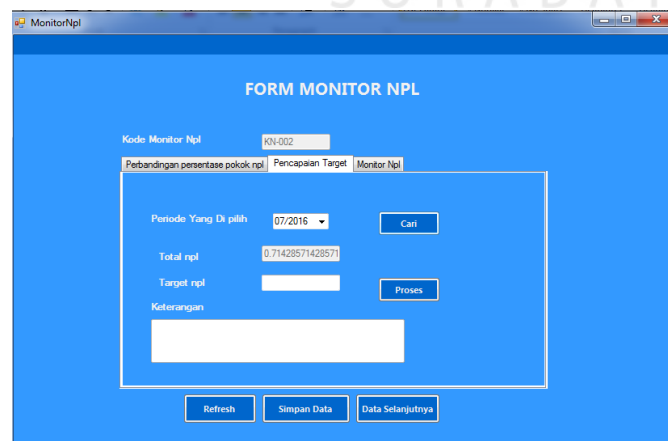 MonitorNpl
FORM MONITOR NPL
Kode Monitor Npl KN-002
Perbandingan persentase pokok npl Pencapaian Target Monitor Npl
Periode Yang Di pilih 07/2016 Cari
Total npl 0.71428571428571
Target npl
Proses
Keterangan
Refresh Simpan Data Data Selanjutnya